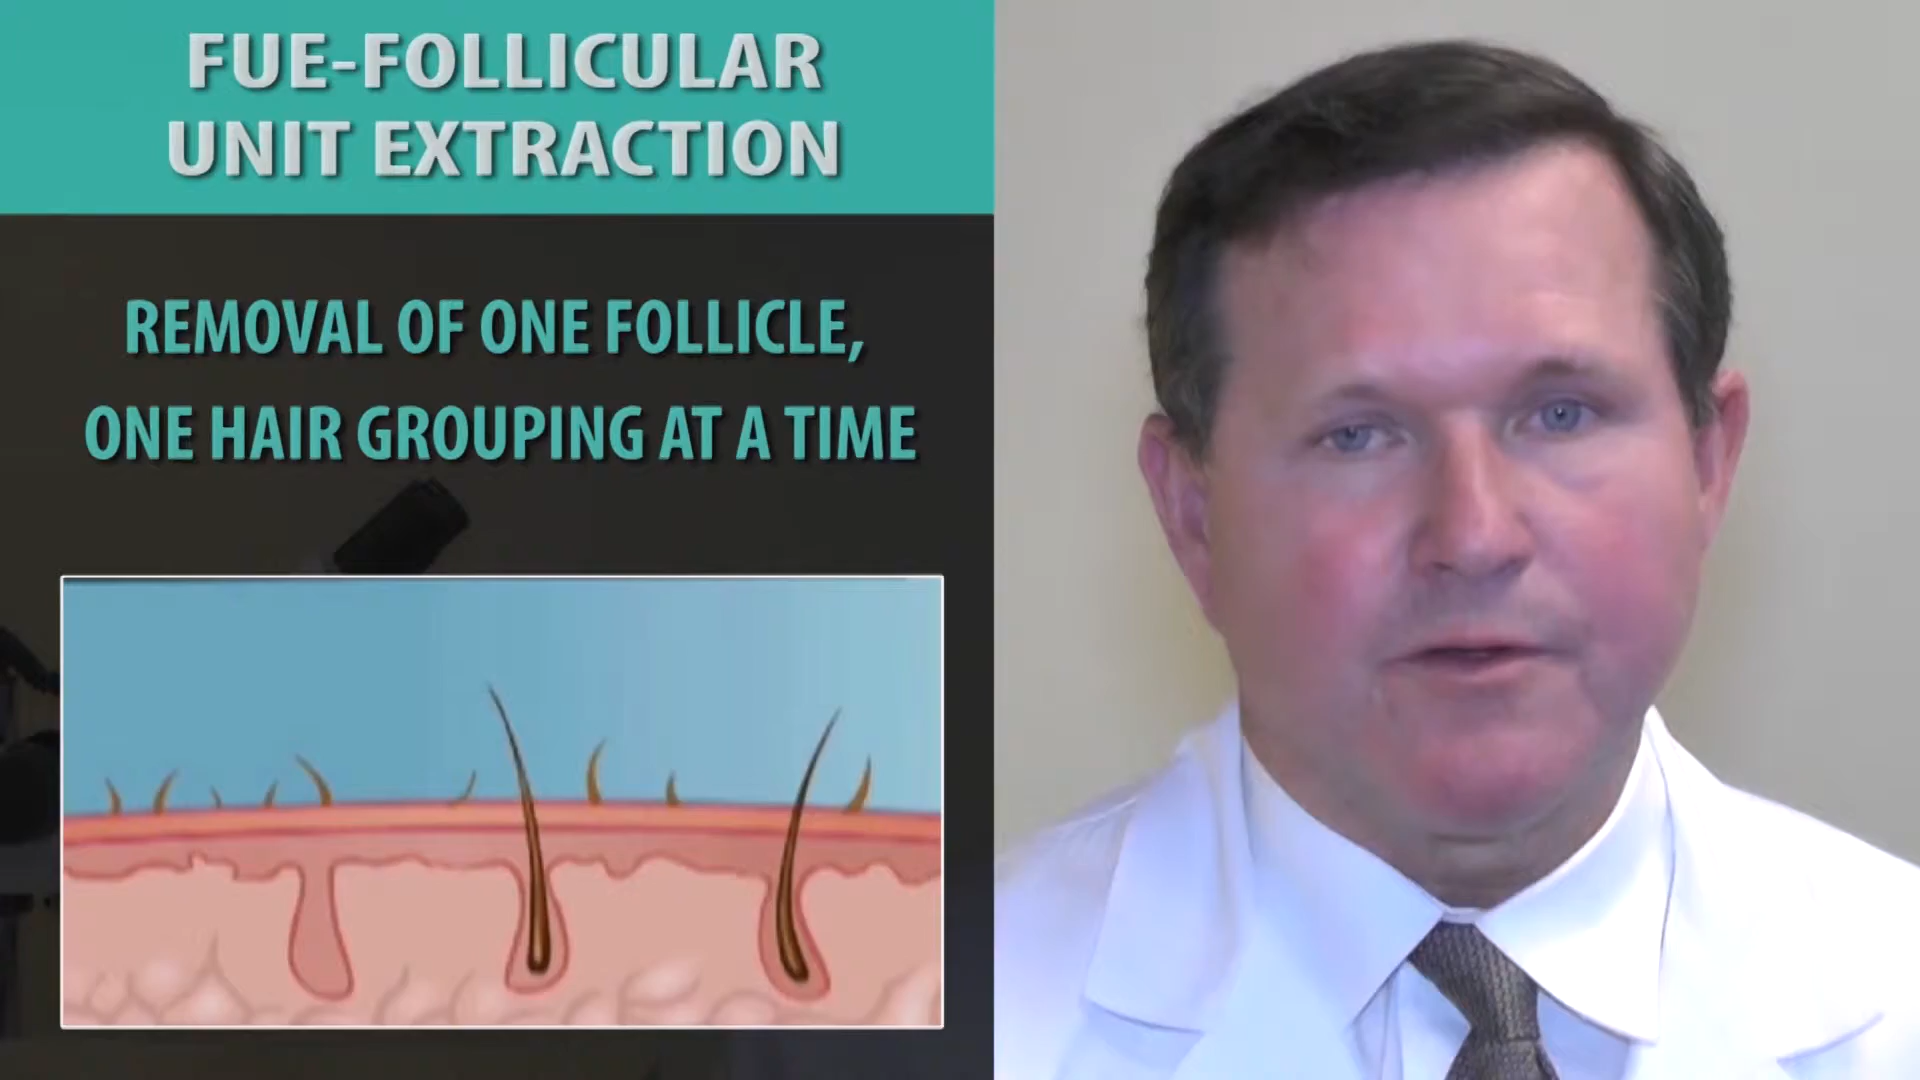 FUE-FOLLICULAR
UNIT EXTRACTION
REMOVAL OF ONE FOLLICLE,
ONE HAIR GROUPING AT A TIME